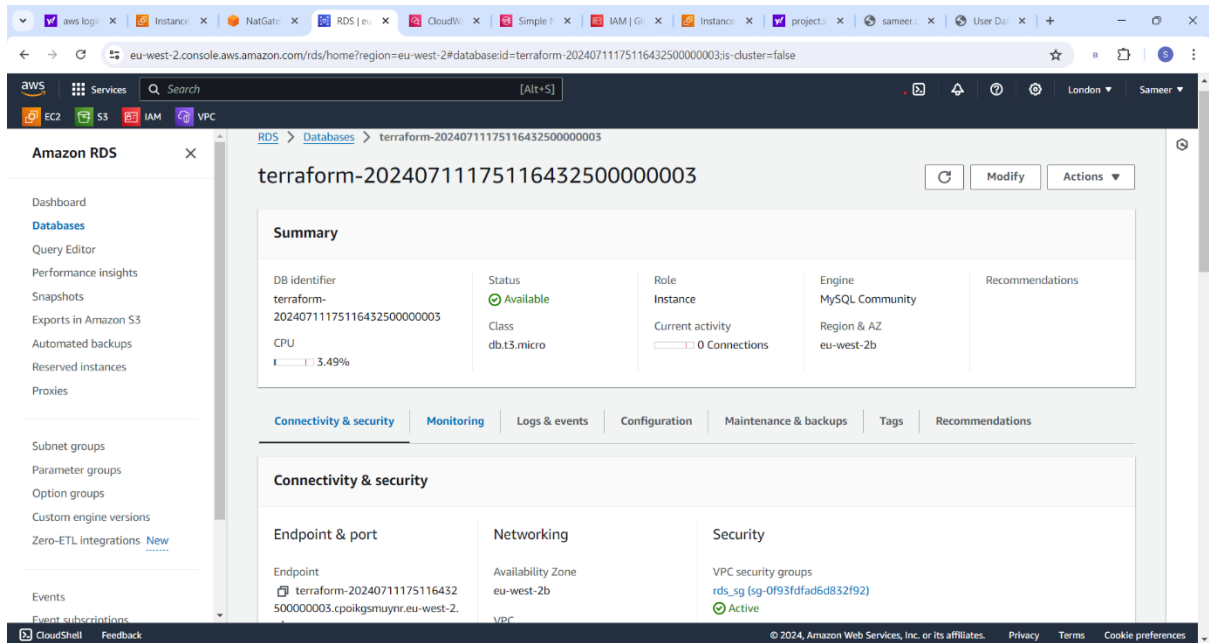 aws logi
Instance
NatGate
RDS | eu
CloudW
Simple N
IAM | Gl
Instance
project.s
sameer.
User Da
eu-west-2.console.aws.amazon.com/rds/home?region=eu-west-2#database:id=terraform-20240711175116432500000003;is-cluster=false
S
aws
Services
Search
[Alt+S]
London
Sameer
EC2
S3
IAM
VPC
Amazon RDS
Dashboard
Databases
Query Editor
Performance insights
Snapshots
Exports in Amazon S3
Automated backups
Reserved instances
Proxies
Subnet groups
Parameter groups
Option groups
Custom engine versions
Zero-ETL integrations New
Events
Event subscriptions
RDS > Databases > terraform-20240711175116432500000003
terraform-20240711175116432500000003
Modify
Actions
Summary
DB identifier
terraform-
20240711175116432500000003
CPU
3.49%
Status
Available
Class
db.t3.micro
Role
Instance
Current activity
0 Connections
Engine
MySQL Community
Region & AZ
eu-west-2b
Recommendations
Connectivity & security
Monitoring
Logs & events
Configuration
Maintenance & backups
Tags
Recommendations
Connectivity & security
Endpoint & port
Endpoint
terraform-20240711175116432
500000003.cpoikgsmuynr.eu-west-2.
Networking
Availability Zone
eu-west-2b
VPC
Security
VPC security groups
rds_sg (sg-0f93fdfad6d832f92)
Active
CloudShell
Feedback
© 2024, Amazon Web Services, Inc. or its affiliates.
Privacy
Terms
Cookie preferences